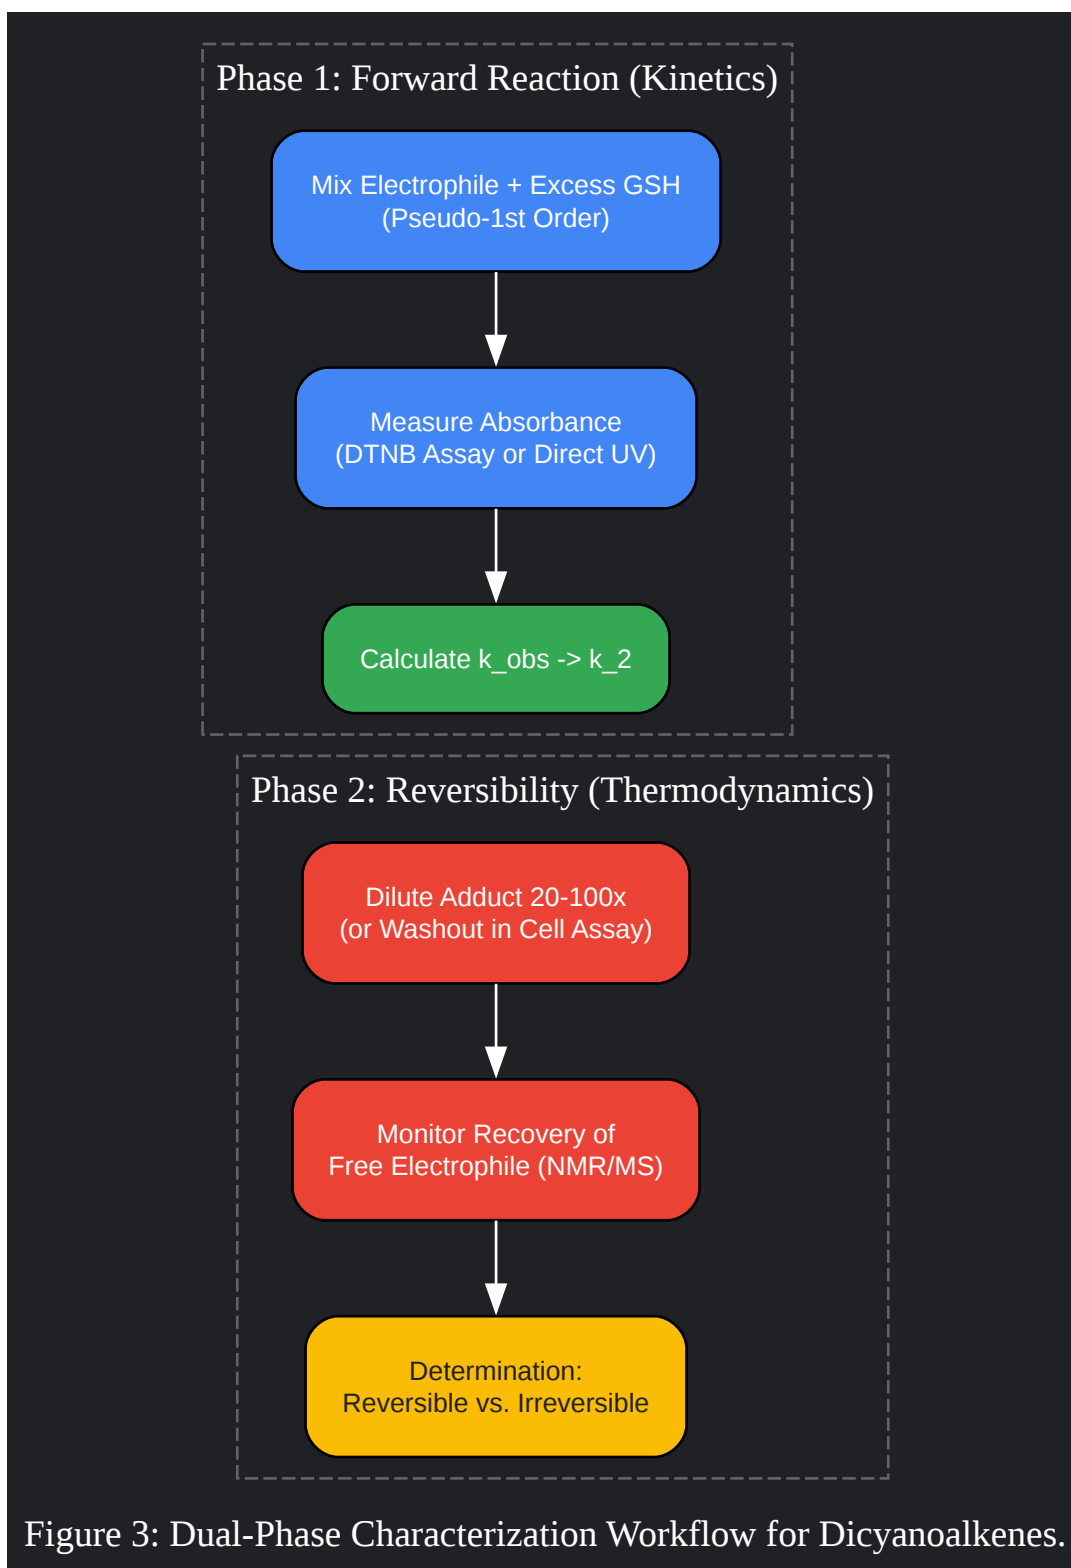 Phase 1: Forward Reaction (Kinetics)
Mix Electrophile + Excess GSH
(Pseudo-1st Order)
Measure Absorbance
(DTNB Assay or Direct UV)
Calculate k_obs -> k_2
Phase 2: Reversibility (Thermodynamics)
Dilute Adduct 20-100x
(or Washout in Cell Assay)
Monitor Recovery of
Free Electrophile (NMR/MS)
Determination:
Reversible vs. Irreversible
Figure 3: Dual-Phase Characterization Workflow for Dicyanoalkenes.